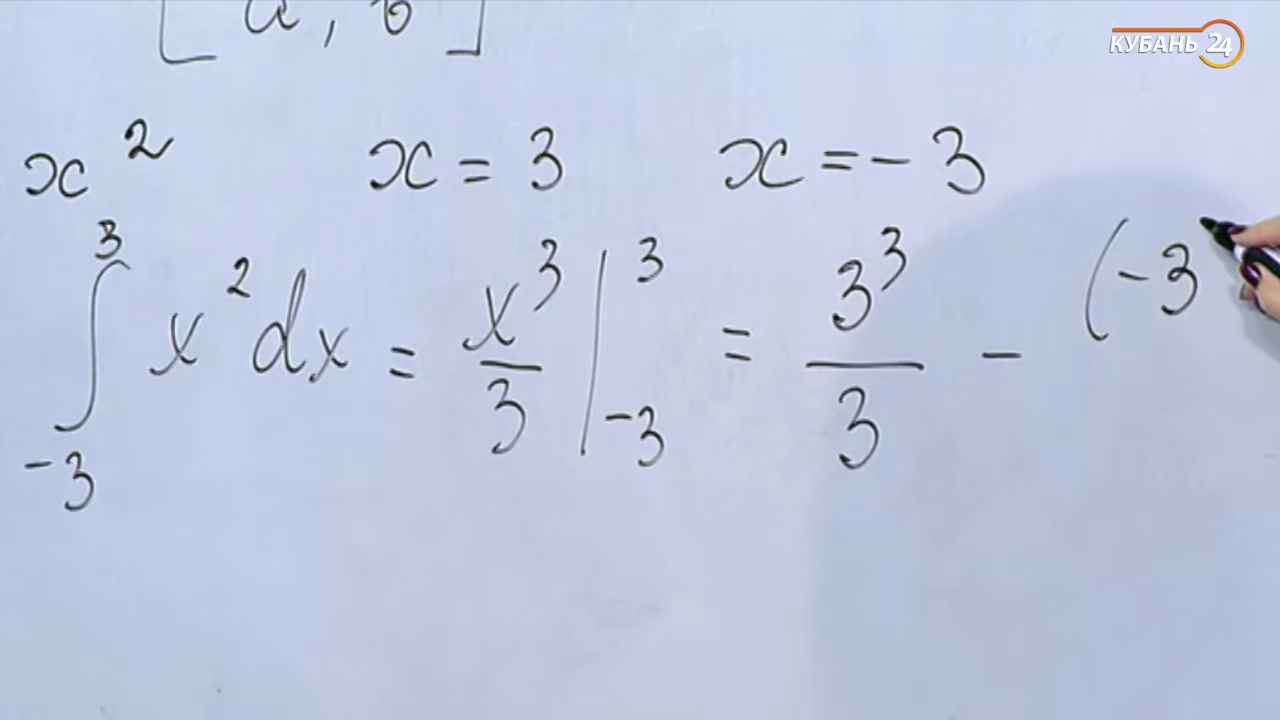 [a, b]
КУБАНЬ 24
x² x = 3 x = - 3
∫₋₃³ x² dx = x³/3 |₋₃³ = 3³/3 - (-3